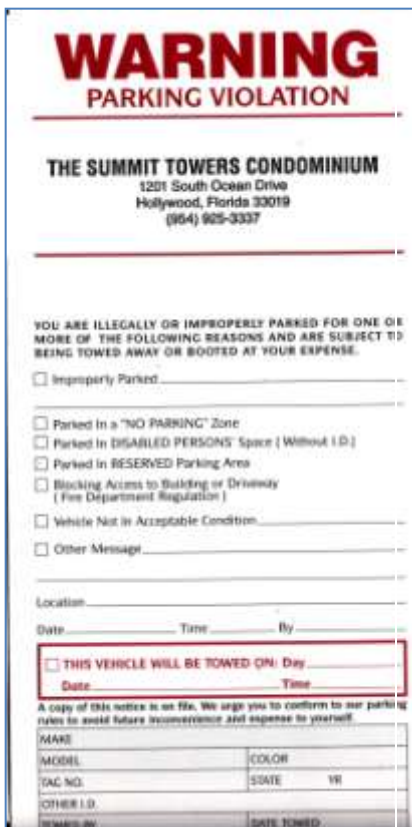 WARNING
PARKING VIOLATION
THE SUMMIT TOWERS CONDOMINIUM
1201 South Ocean Drive
Hollywood, Florida 33019
(954) 925-3337
YOU ARE ILLEGALLY OR IMPROPERLY PARKED FOR ONE OR
MORE OF THE FOLLOWING REASONS AND ARE SUBJECT TO
BEING TOWED AWAY OR BOOTED AT YOUR EXPENSE.
Improperly Parked
Parked In a "NO PARKING" Zone
Parked In DISABLED PERSONS' Space ( Without I.D.)
Parked In RESERVED Parking Area
Blocking Access to Building or Driveway
( Fire Department Regulation )
Vehicle Not In Acceptable Condition
Other Message
Location
Date Time By
THIS VEHICLE WILL BE TOWED ON: Day
Date Time
A copy of this notice is on file. We urge you to conform to our parking
rules to avoid future inconvenience and expense to yourself.
MAKE
MODEL COLOR
TAG NO. STATE YR
OTHER I.D.
TOWED BY DATE TOWED